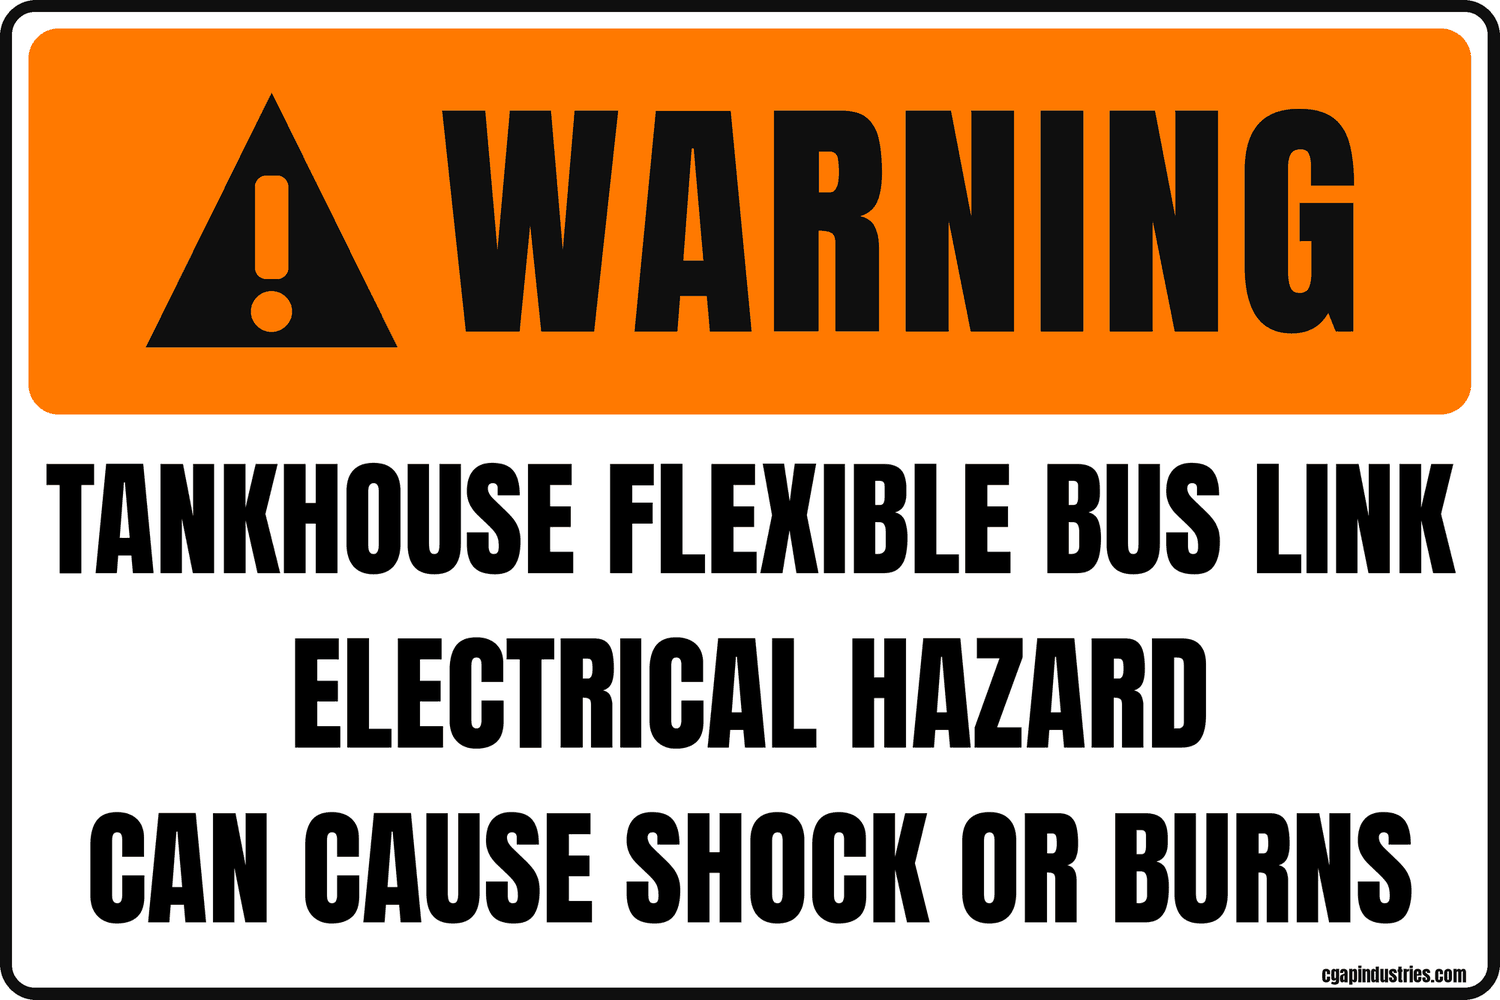 WARNING
TANKHOUSE FLEXIBLE BUS LINK
ELECTRICAL HAZARD
CAN CAUSE SHOCK OR BURNS
cgapindustries.com